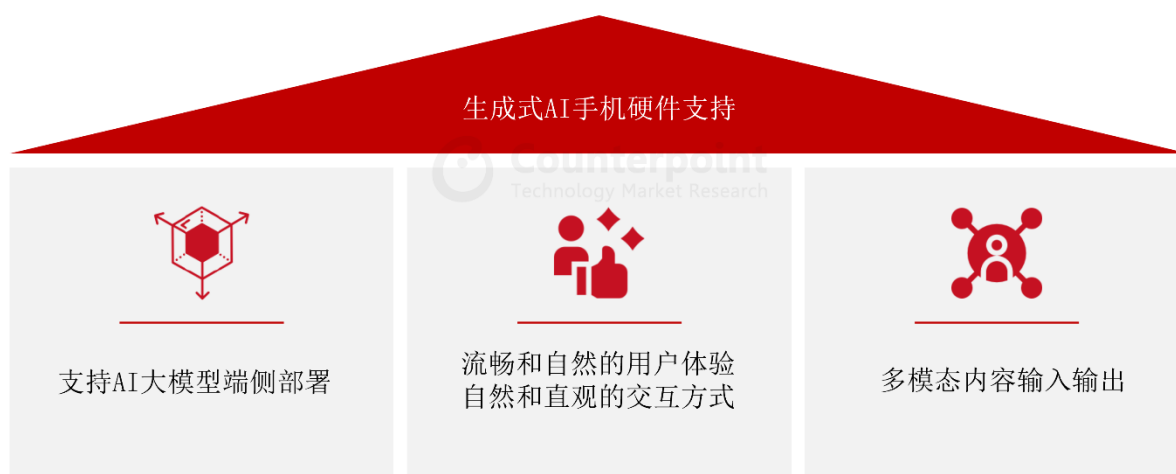 生成式AI手机硬件支持
Counterpoint
Technology Market Research
支持AI大模型端侧部署
流畅和自然的用户体验
自然和直观的交互方式
多模态内容输入输出